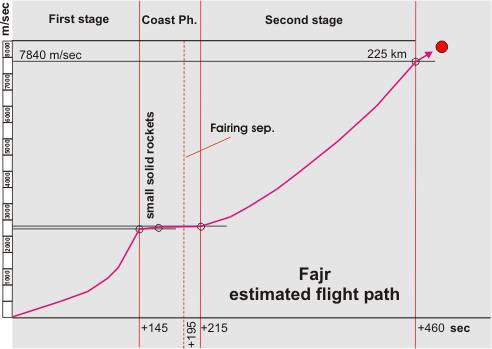 m/sec
First stage
Coast Ph.
Second stage
8000
7840 m/sec
225 km
7000
6000
5000
4000
3000
2000
1000
small solid rockets
Fairing sep.
Fajr
estimated flight path
+145
+195
+215
+460 sec